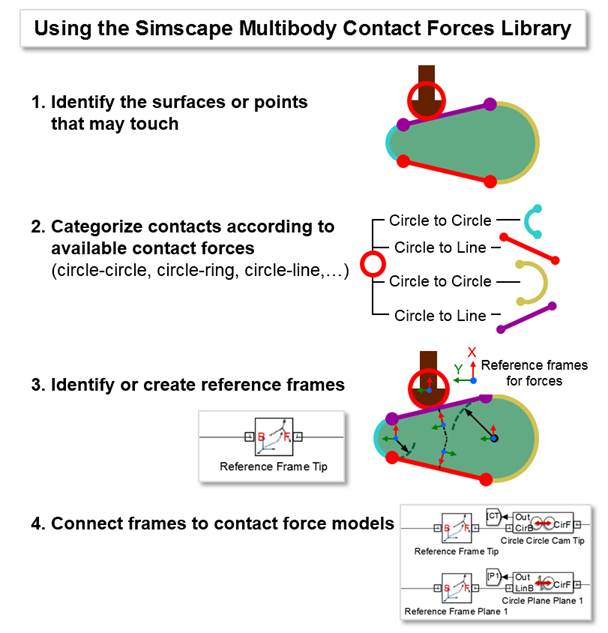 Using the Simscape Multibody Contact Forces Library
1. Identify the surfaces or points
that may touch
2. Categorize contacts according to
available contact forces
(circle-circle, circle-ring, circle-line,...)
Circle to Circle
Circle to Line
Circle to Circle
Circle to Line
3. Identify or create reference frames
X
Y
Reference frames
for forces
B
F
Reference Frame Tip
4. Connect frames to contact force models
[CT]
Out
B
F
CirB
CirF
Circle Circle Cam Tip
Reference Frame Tip
[P1]
Out
B
F
LinB
CirF
Circle Plane Plane 1
Reference Frame Plane 1